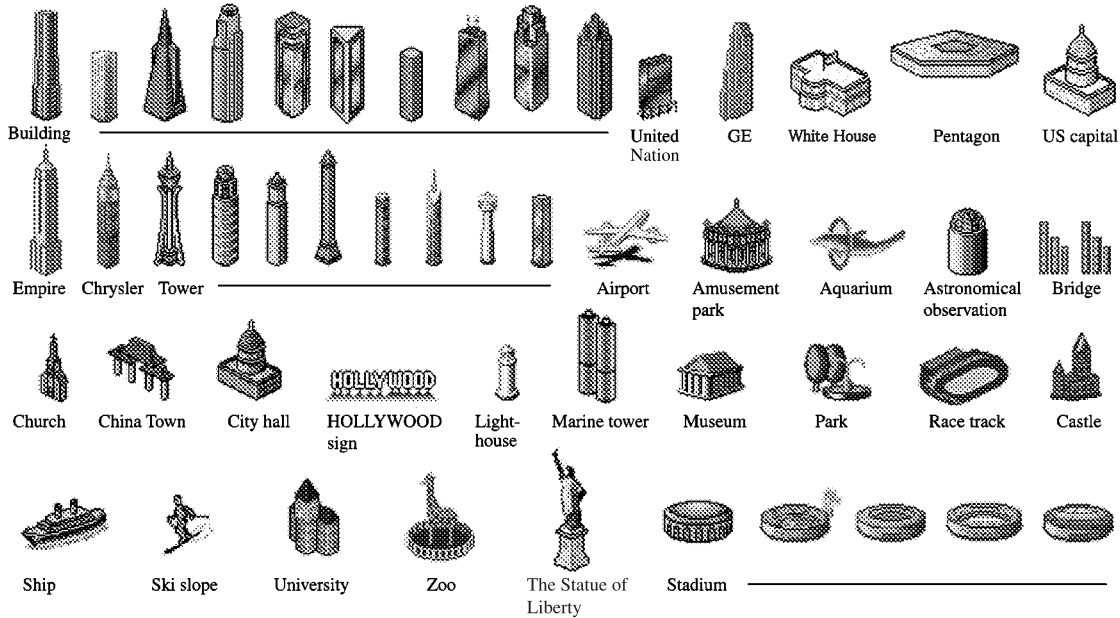 Building
United
Nation
GE
White House
Pentagon
US capital
Empire
Chrysler
Tower
Airport
Amusement
park
Aquarium
Astronomical
observation
Bridge
Church
China Town
City hall
HOLLYWOOD
HOLLYWOOD
sign
Light-
house
Marine tower
Museum
Park
Race track
Castle
Ship
Ski slope
University
Zoo
The Statue of
Liberty
Stadium